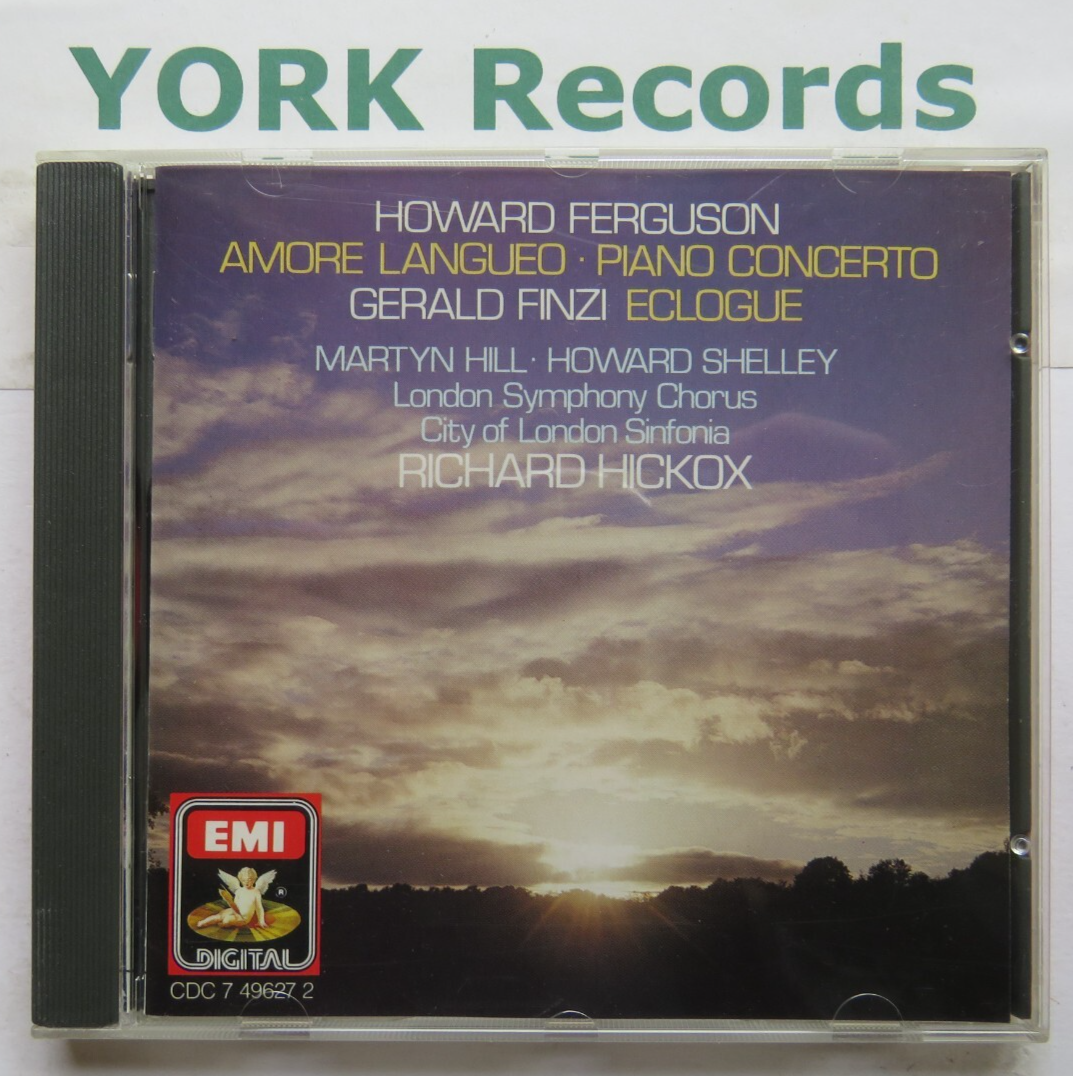 YORK Records
HOWARD FERGUSON
AMORE LANGUEO · PIANO CONCERTO
GERALD FINZI ECLOGUE
MARTYN HILL · HOWARD SHELLEY
London Symphony Chorus
City of London Sinfonia
RICHARD HICKOX
EMI
®
DIGITAL
CDC 7 49627 2